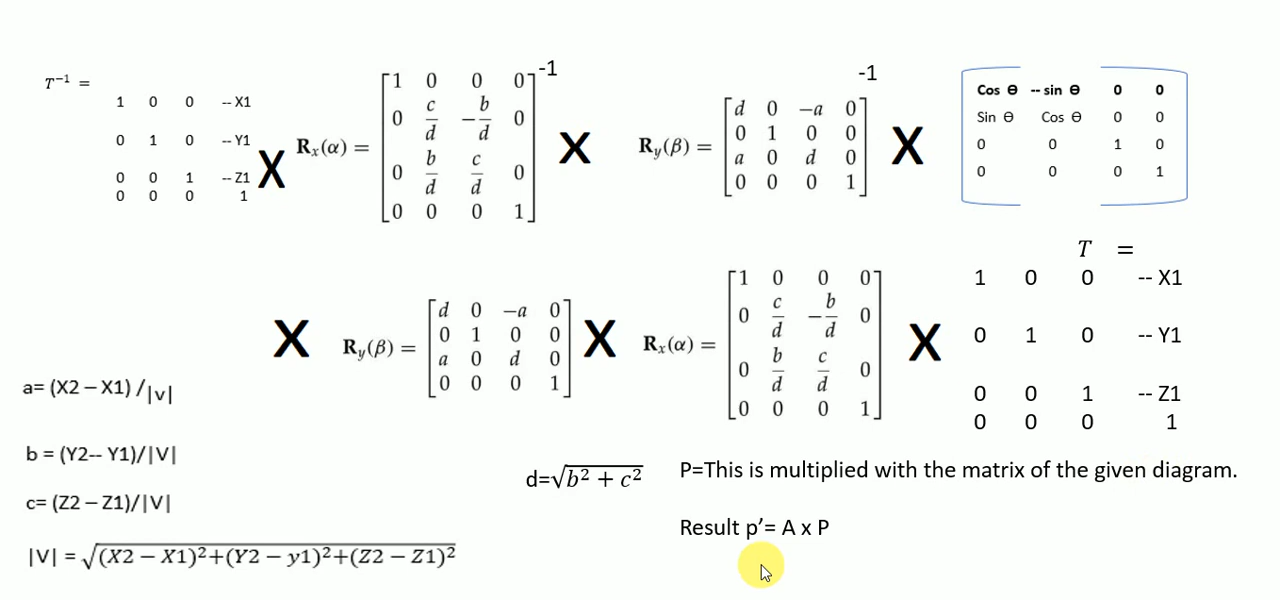 T⁻¹ =
1 0 0 -- X1
0 1 0 -- Y1
0 0 1 -- Z1
0 0 0 1
X
Rₓ(α) =
1 0 0 0
0 c/d −b/d 0
0 b/d c/d 0
0 0 0 1
-1
X
R_y(β) =
d 0 −a 0
0 1 0 0
a 0 d 0
0 0 0 1
-1
X
Cos Ө -- sin Ө 0 0
Sin Ө Cos Ө 0 0
0 0 1 0
0 0 0 1
X
R_y(β) =
d 0 −a 0
0 1 0 0
a 0 d 0
0 0 0 1
X
Rₓ(α) =
1 0 0 0
0 c/d −b/d 0
0 b/d c/d 0
0 0 0 1
X
T =
1 0 0 -- X1
0 1 0 -- Y1
0 0 1 -- Z1
0 0 0 1
a= (X2 – X1) /|v|
b = (Y2-- Y1)/|V|
c= (Z2 – Z1)/|V|
|V| = √(X2 − X1)²+(Y2 − y1)²+(Z2 − Z1)²
d=√b² + c²
P=This is multiplied with the matrix of the given diagram.
Result p’= A x P